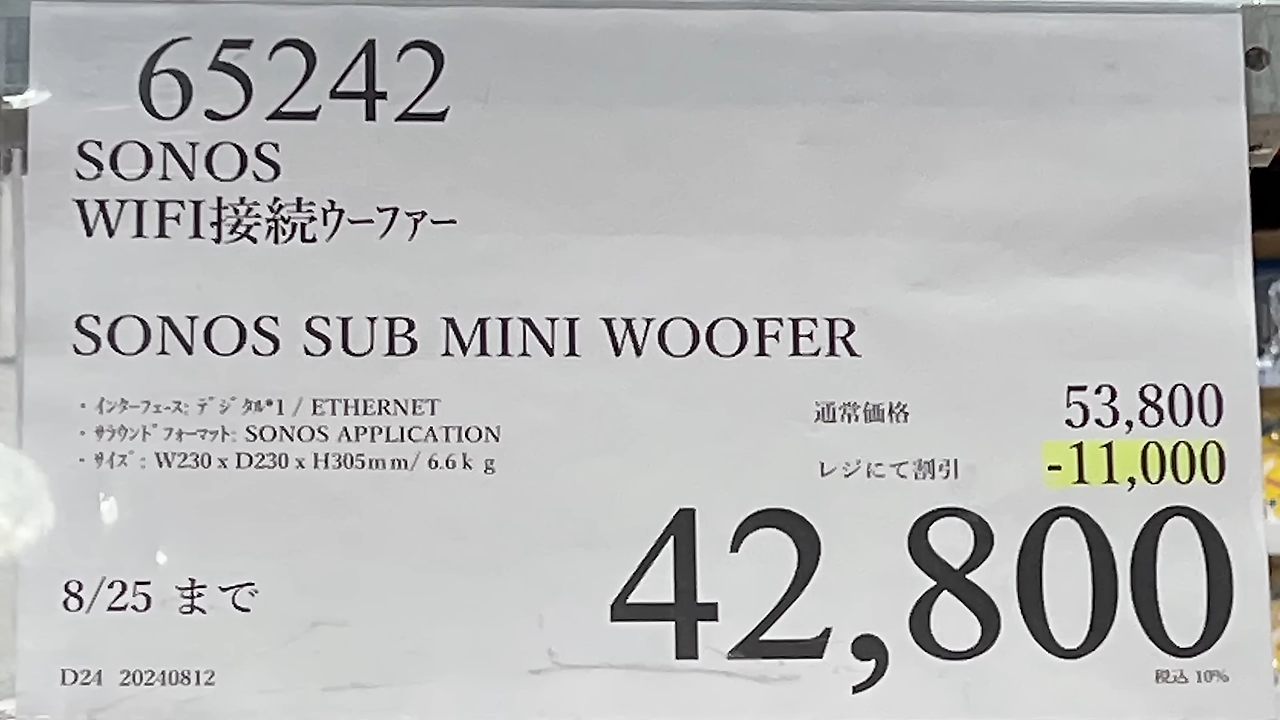 65242
SONOS
WIFI接続ウーファー
SONOS SUB MINI WOOFER
・インターフェース: デジタル*1 / ETHERNET
・サラウンドフォーマット: SONOS APPLICATION
・サイズ: W230 x D230 x H305mm/ 6.6kg
通常価格 53,800
レジにて割引 -11,000
42,800
8/25 まで
税込 10%
D24 20240812